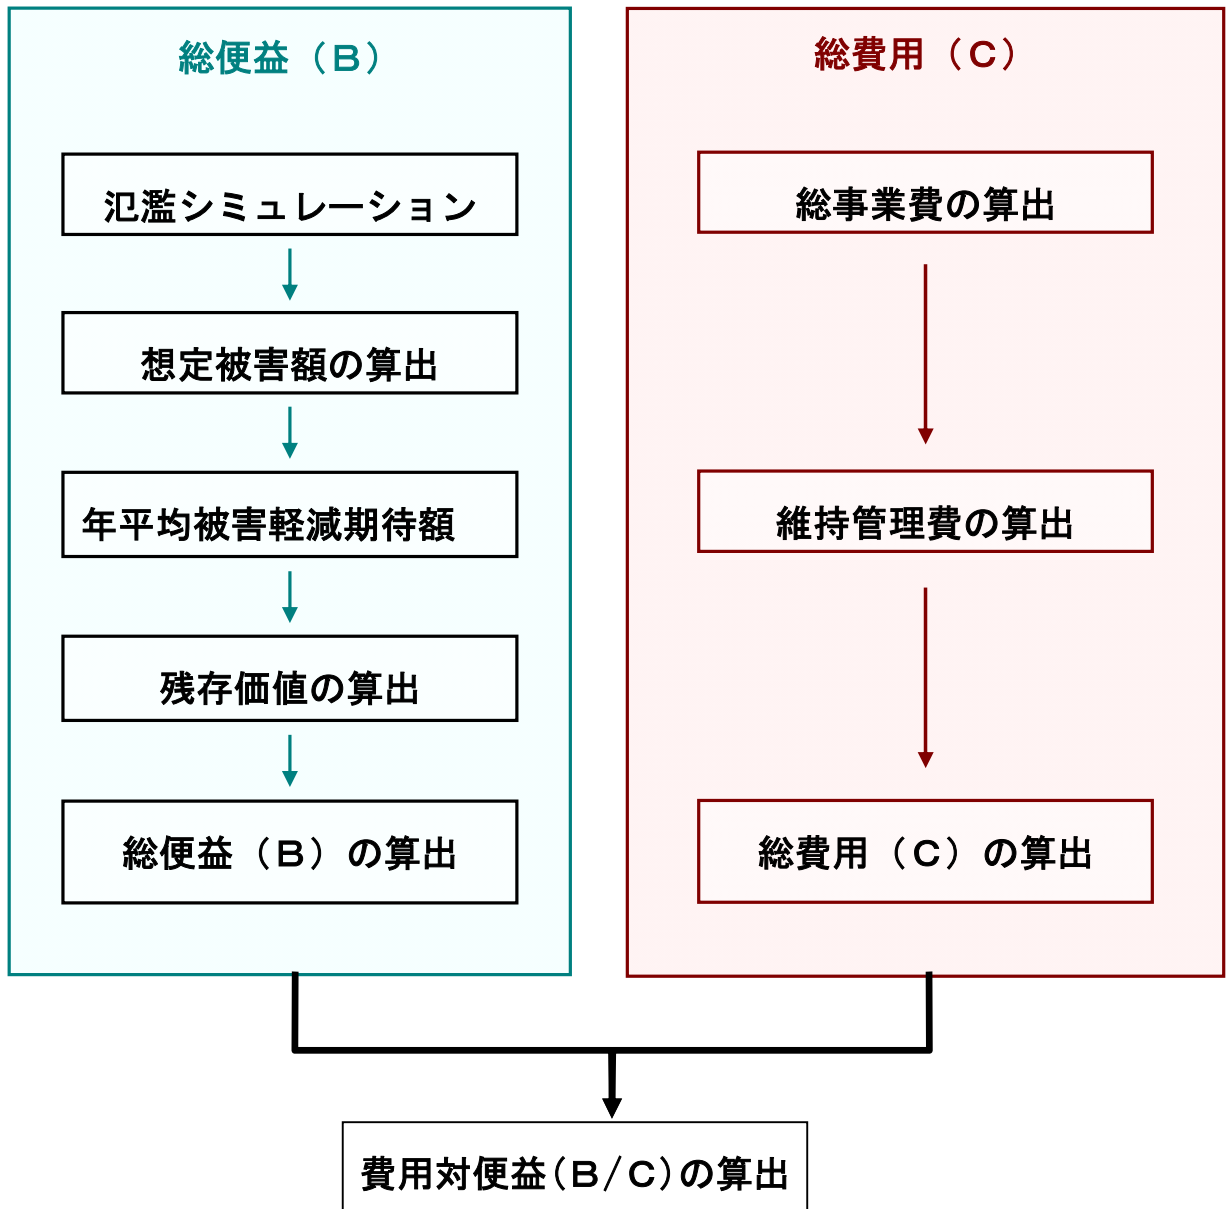 総便益（Ｂ）
氾濫シミュレーション
想定被害額の算出
年平均被害軽減期待額
残存価値の算出
総便益（Ｂ）の算出
総費用（Ｃ）
総事業費の算出
維持管理費の算出
総費用（Ｃ）の算出
費用対便益(Ｂ/Ｃ)の算出